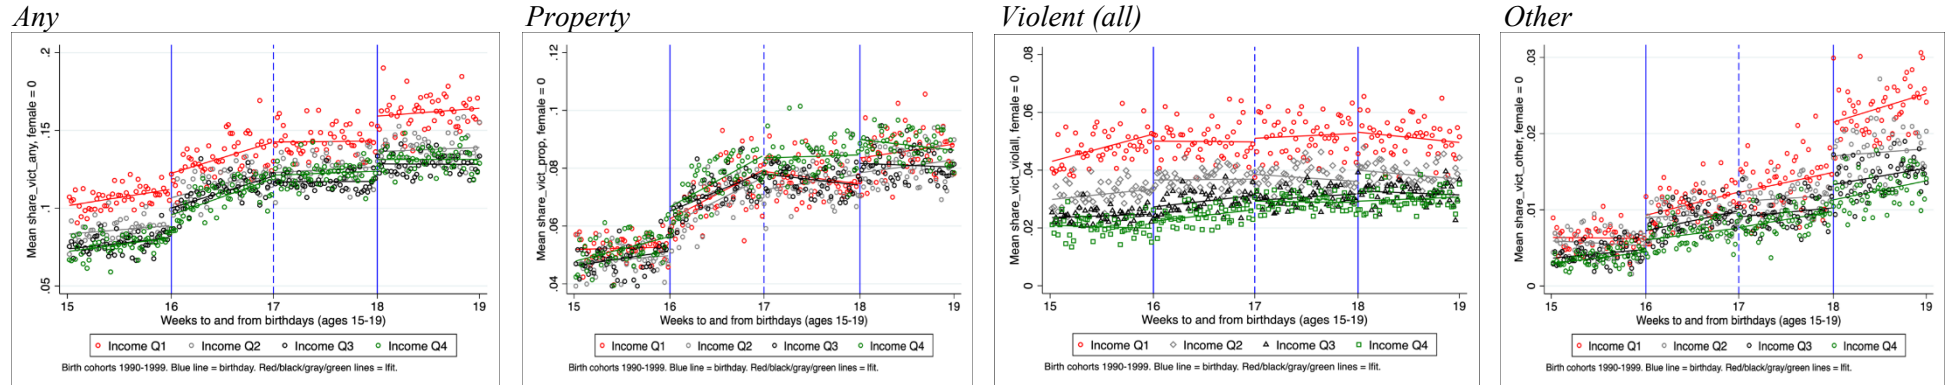 Any
Mean share_vict_any, female = 0
.2
.15
.1
.05
15 16 17 18 19
Weeks to and from birthdays (ages 15-19)
Income Q1 Income Q2 Income Q3 Income Q4
Birth cohorts 1990-1999. Blue line = birthday. Red/black/gray/green lines = lfit.
Property
Mean share_vict_prop, female = 0
.12
.1
.08
.06
.04
15 16 17 18 19
Weeks to and from birthdays (ages 15-19)
Income Q1 Income Q2 Income Q3 Income Q4
Birth cohorts 1990-1999. Blue line = birthday. Red/black/gray/green lines = lfit.
Violent (all)
Mean share_vict_violall, female = 0
.08
.06
.04
.02
0
15 16 17 18 19
Weeks to and from birthdays (ages 15-19)
Income Q1 Income Q2 Income Q3 Income Q4
Birth cohorts 1990-1999. Blue line = birthday. Red/black/gray/green lines = lfit.
Other
Mean share_vict_other, female = 0
.03
.02
.01
0
15 16 17 18 19
Weeks to and from birthdays (ages 15-19)
Income Q1 Income Q2 Income Q3 Income Q4
Birth cohorts 1990-1999. Blue line = birthday. Red/black/gray/green lines = lfit.